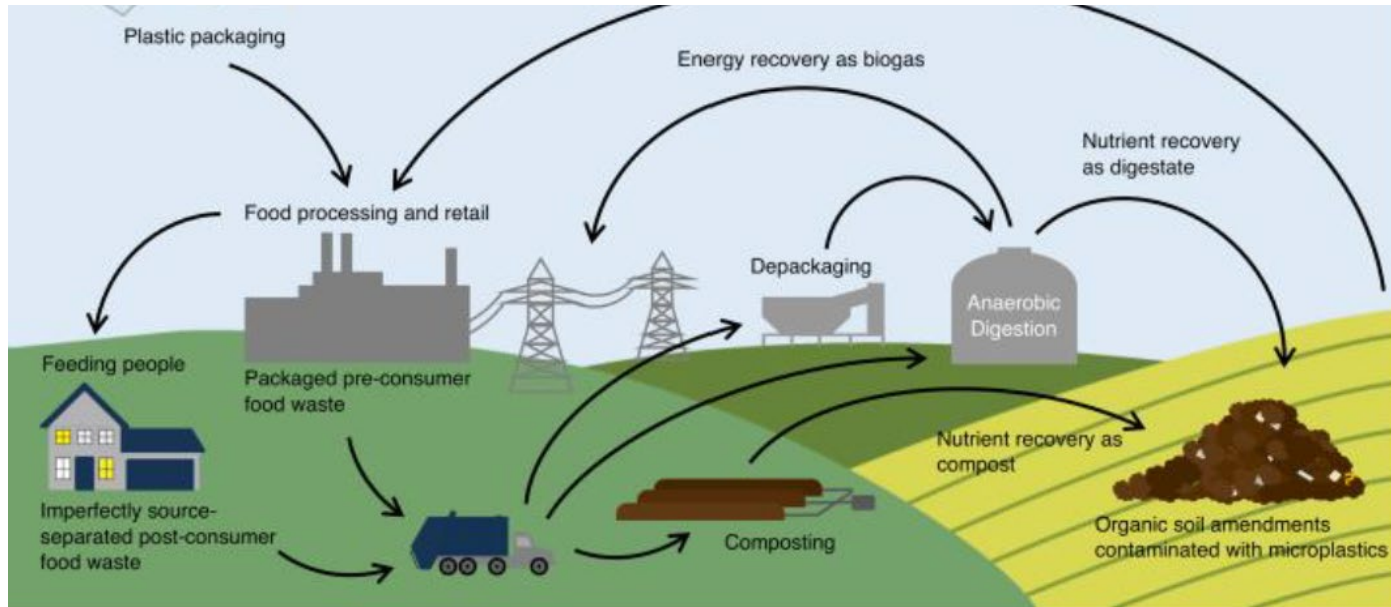 Plastic packaging
Energy recovery as biogas
Nutrient recovery
as digestate
Food processing and retail
Depackaging
Anaerobic
Digestion
Feeding people
Packaged pre-consumer
food waste
Nutrient recovery as
compost
Imperfectly source-
separated post-consumer
food waste
Composting
Organic soil amendments
contaminated with microplastics